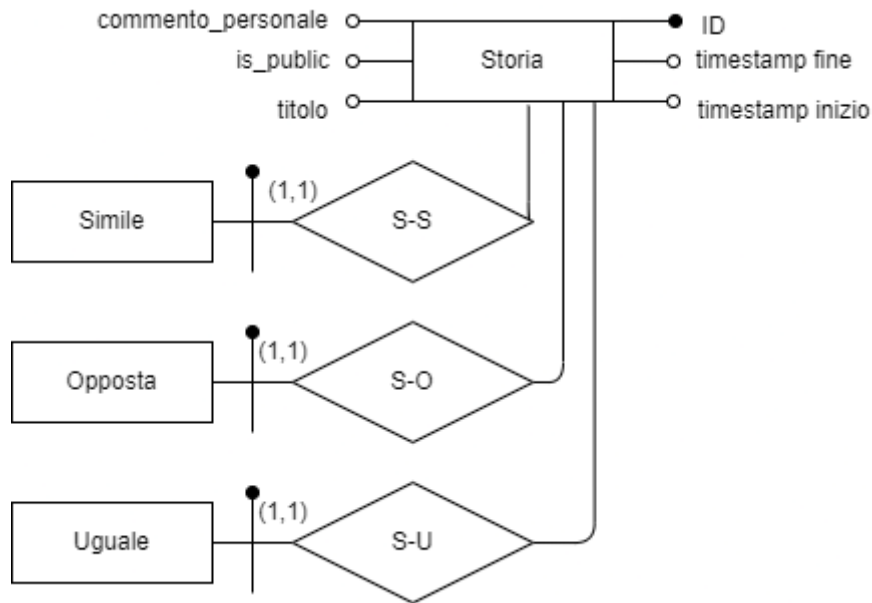 commento_personale
ID
is_public
Storia
timestamp fine
titolo
timestamp inizio
(1,1)
Simile
S-S
(1,1)
Opposta
S-O
(1,1)
Uguale
S-U